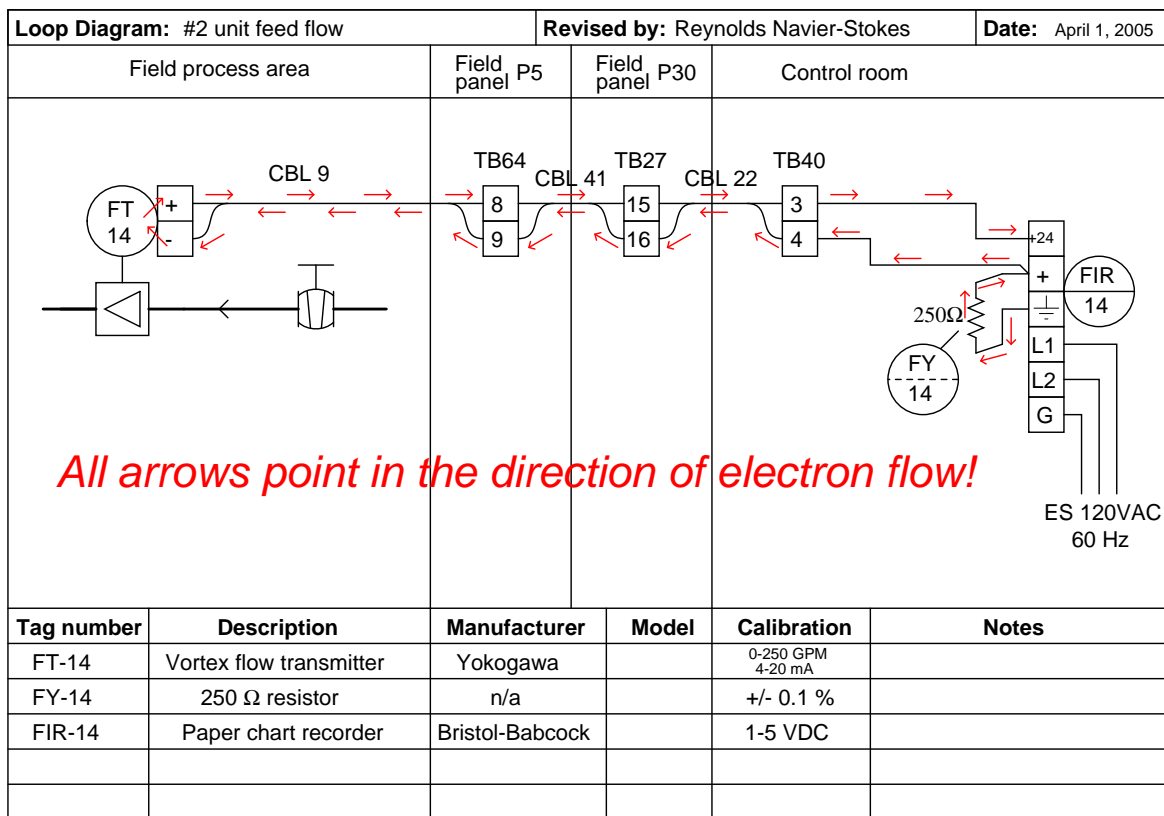 Loop Diagram: #2 unit feed flow Revised by: Reynolds Navier-Stokes Date: April 1, 2005
Field process area
Field panel P5
Field panel P30
Control room
CBL 9
TB64
CBL 41
TB27
CBL 22
TB40
FT
14
+
-
8
9
15
16
3
4
+24
+
L1
L2
G
FIR
14
250Ω
FY
14
All arrows point in the direction of electron flow!
ES 120VAC
60 Hz
Tag number Description Manufacturer Model Calibration Notes
FT-14 Vortex flow transmitter Yokogawa 0-250 GPM
4-20 mA
FY-14 250 Ω resistor n/a +/- 0.1 %
FIR-14 Paper chart recorder Bristol-Babcock 1-5 VDC